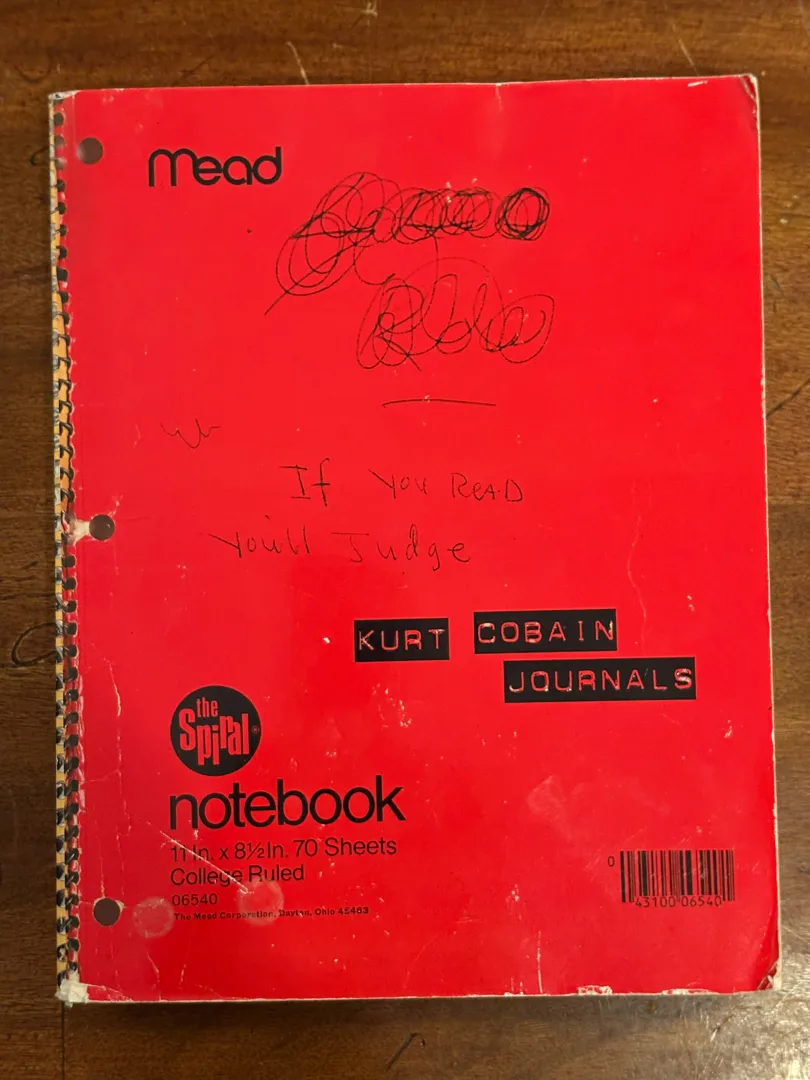 mead
If You ReAD
You'll Judge
KURT COBAIN
JOURNALS
the
Spiral®
notebook
11 In. x 8½ In. 70 Sheets
College Ruled
06540
The Mead Corporation, Dayton, Ohio 45463
0
43100 06540